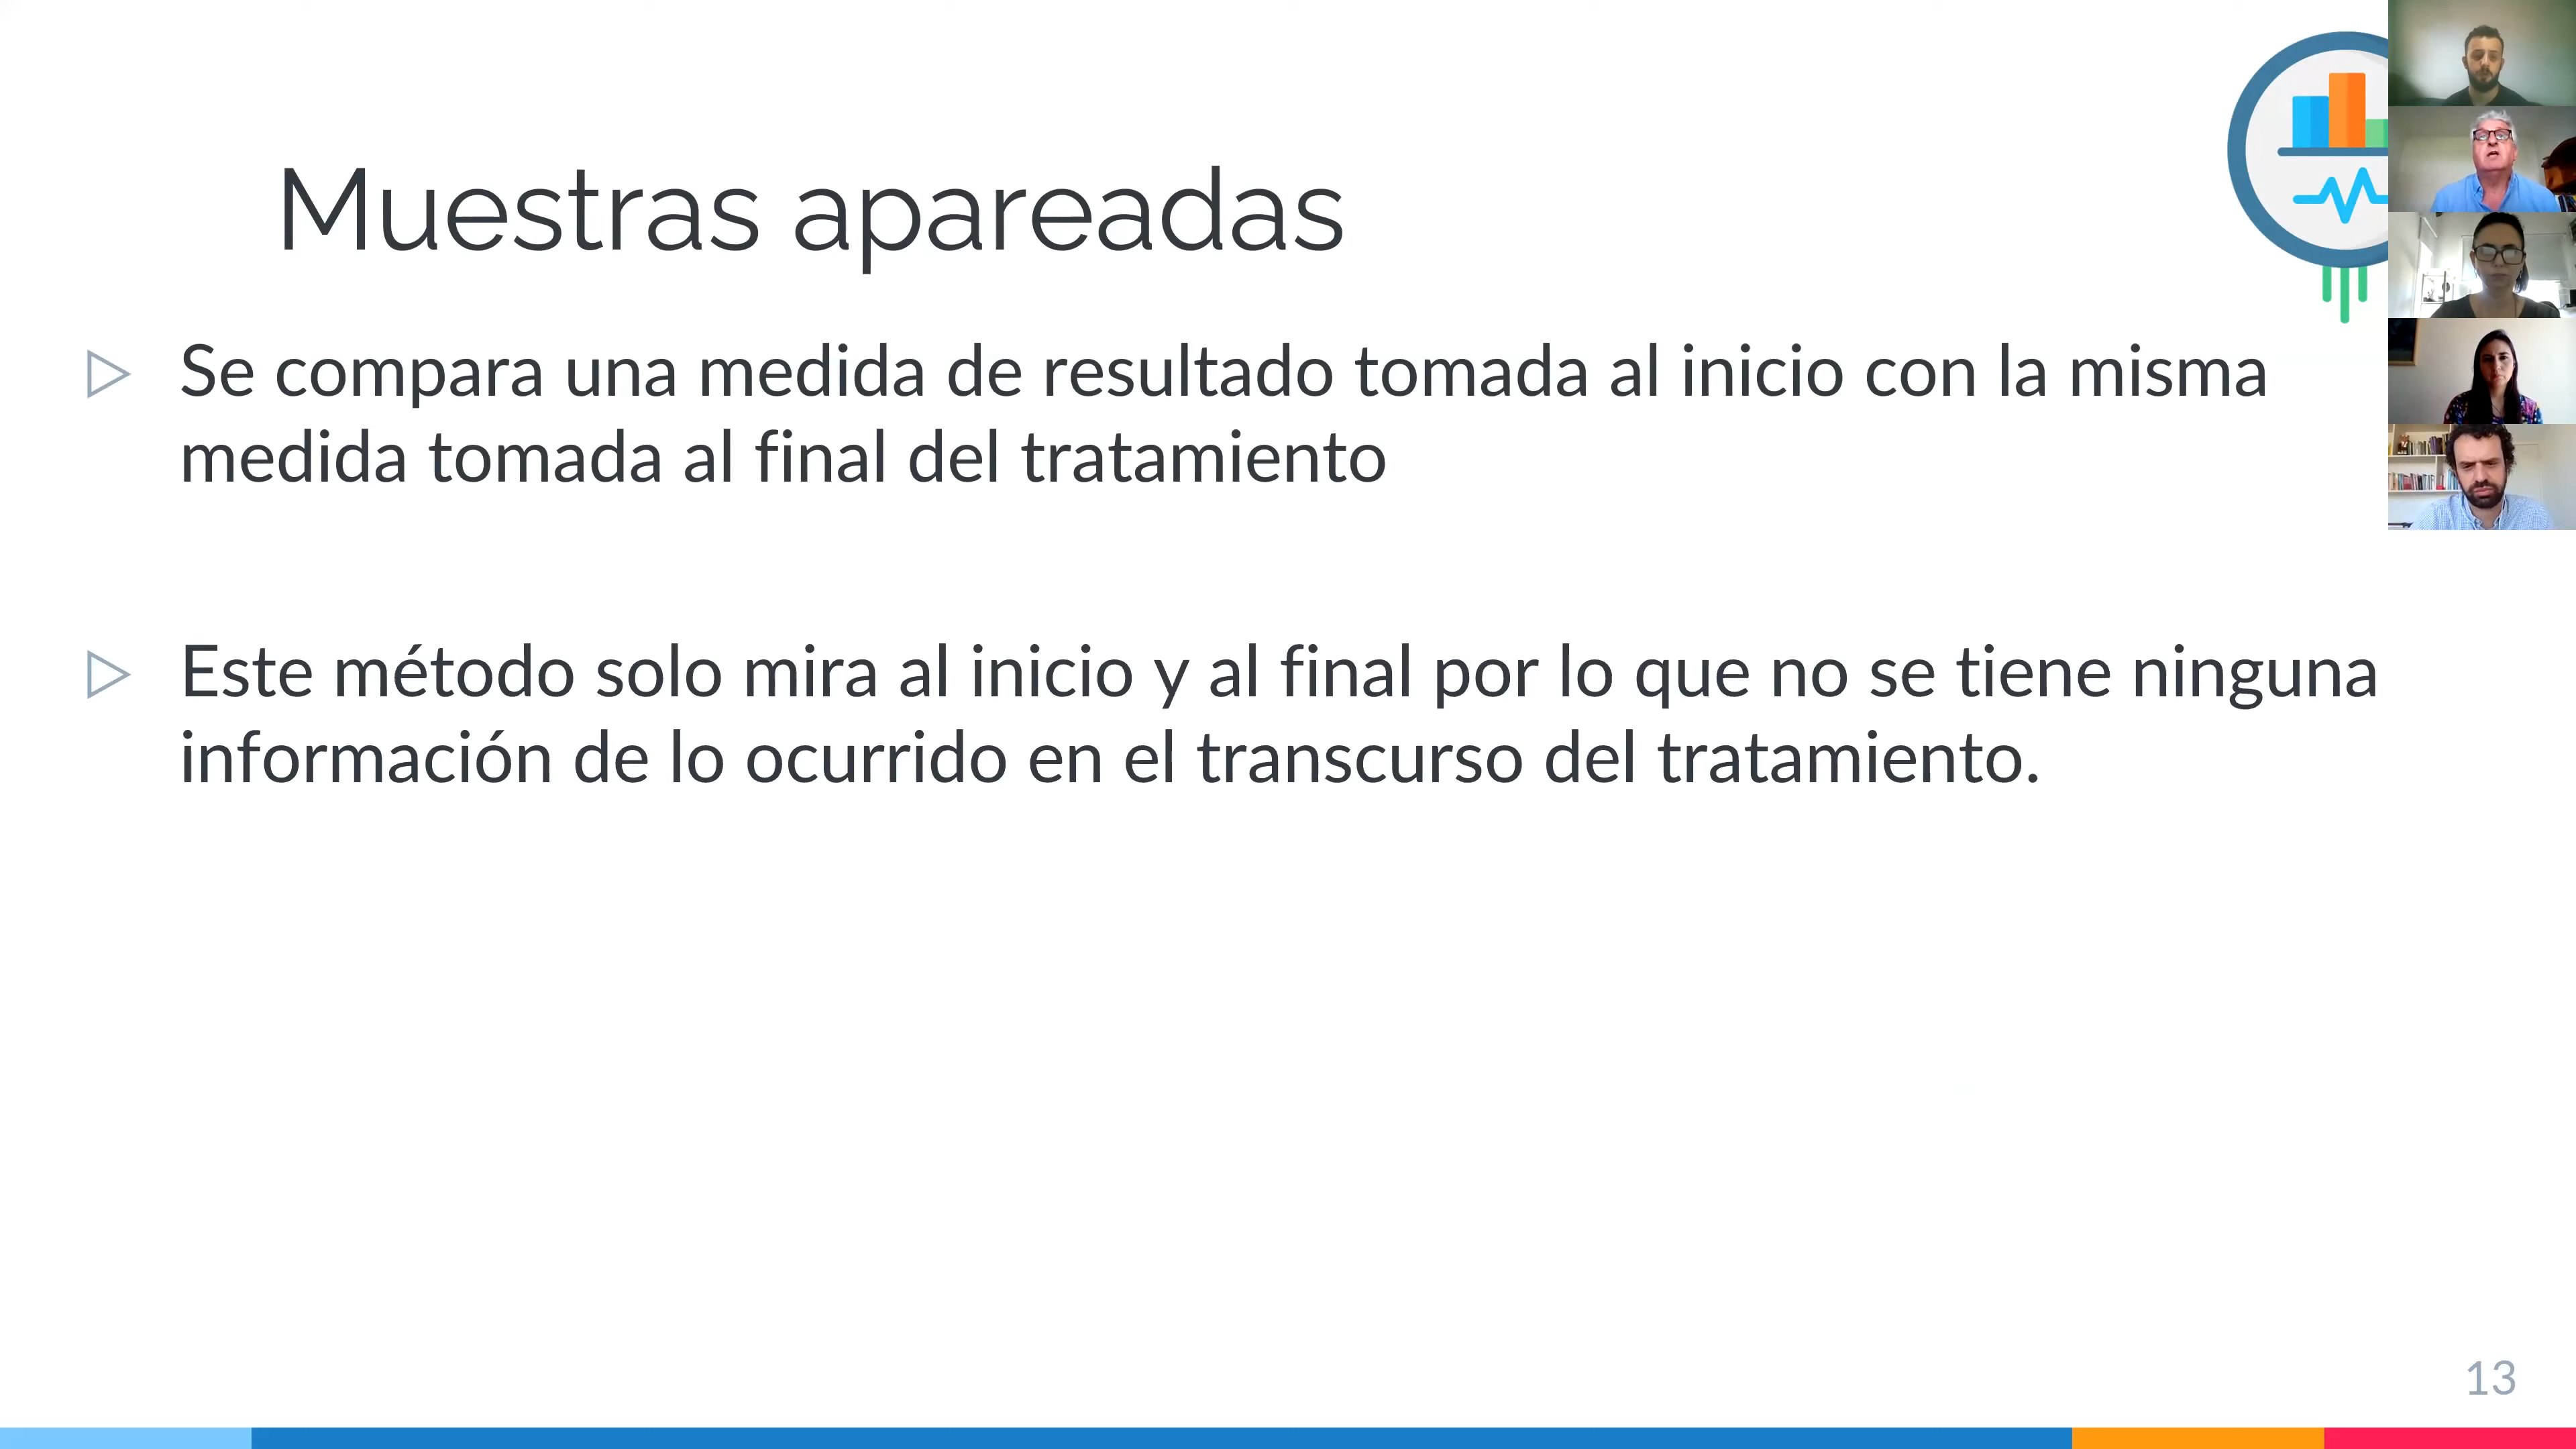 Muestras apareadas
Se compara una medida de resultado tomada al inicio con la misma
medida tomada al final del tratamiento
Este método solo mira al inicio y al final por lo que no se tiene ninguna
información de lo ocurrido en el transcurso del tratamiento.
13